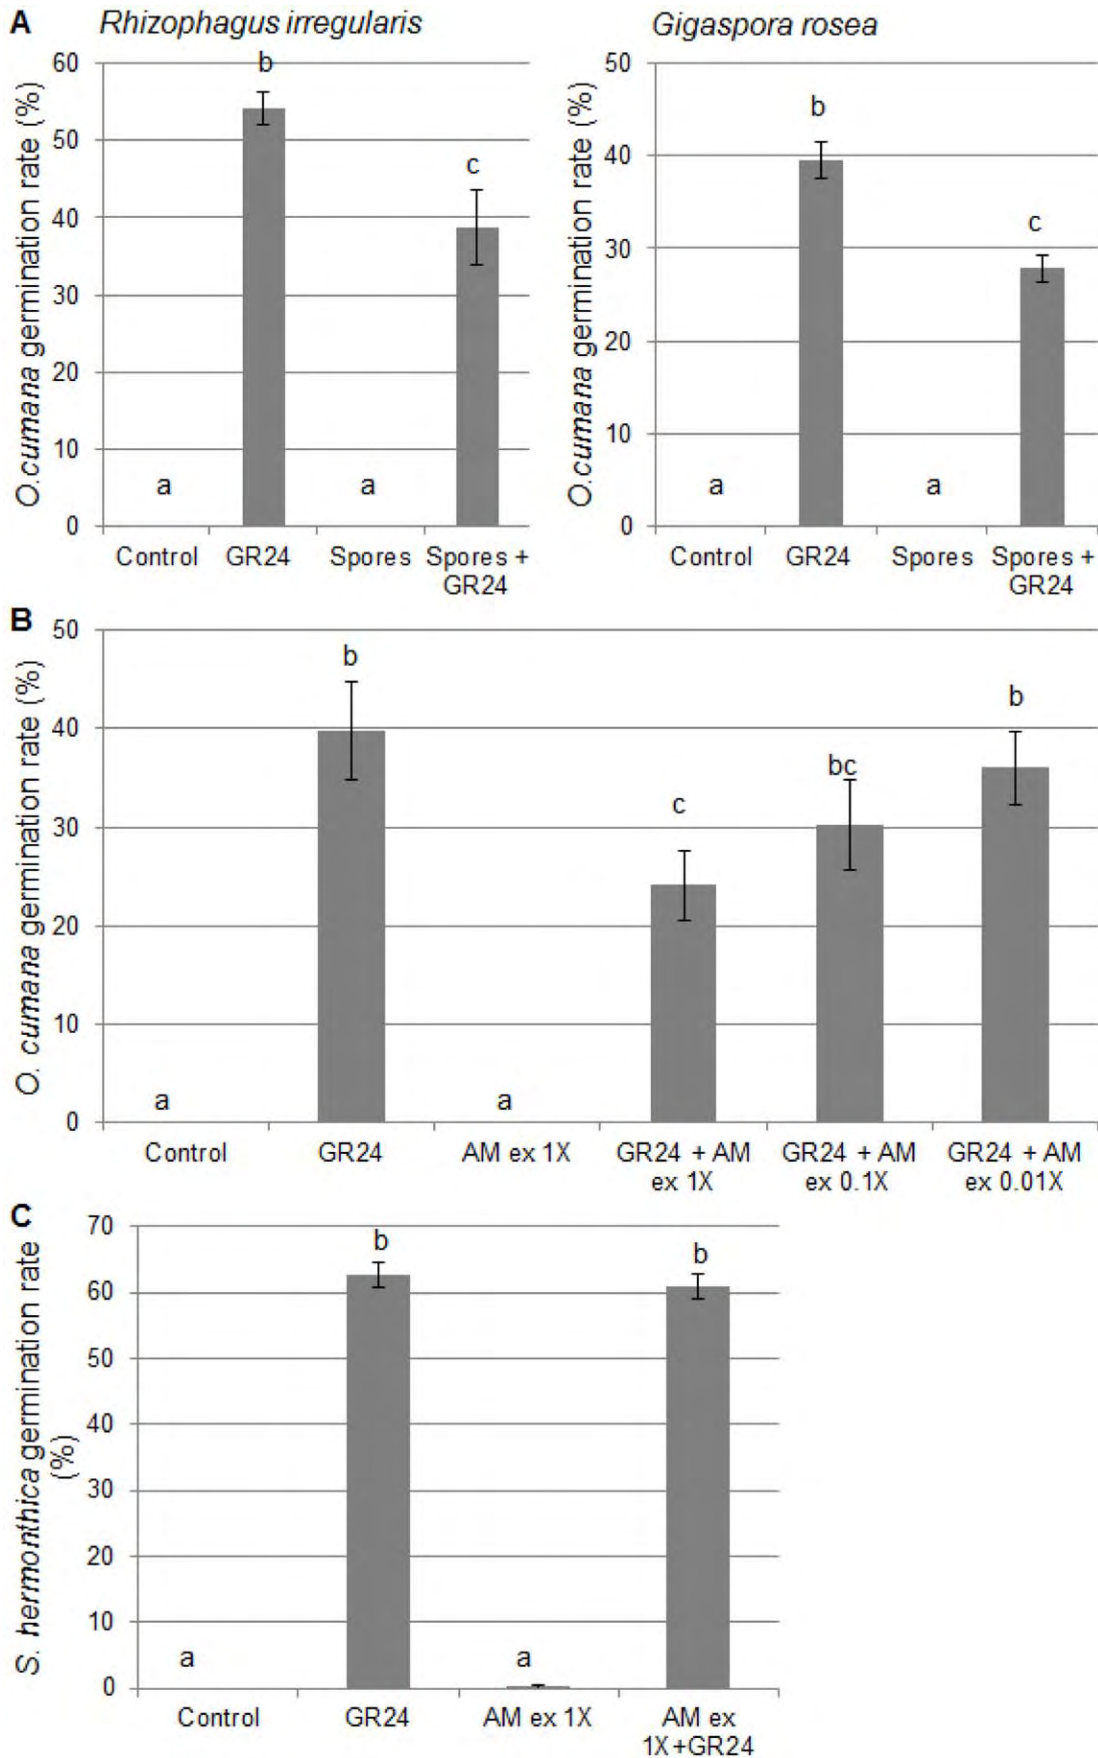 A
Rhizophagus irregularis
O.cumana germination rate (%)
60
50
40
30
20
10
0
a
b
a
c
Control
GR24
Spores
Spores +
GR24
Gigaspora rosea
O.cumana germination rate (%)
50
40
30
20
10
0
a
b
a
c
Control
GR24
Spores
Spores +
GR24
B
O. cumana germination rate (%)
50
40
30
20
10
0
a
b
a
c
bc
b
Control
GR24
AM ex 1X
GR24 + AM
ex 1X
GR24 + AM
ex 0.1X
GR24 + AM
ex 0.01X
C
S. hermonthica germination rate
(%)
70
60
50
40
30
20
10
0
a
b
a
b
Control
GR24
AM ex 1X
AM ex
1X+GR24